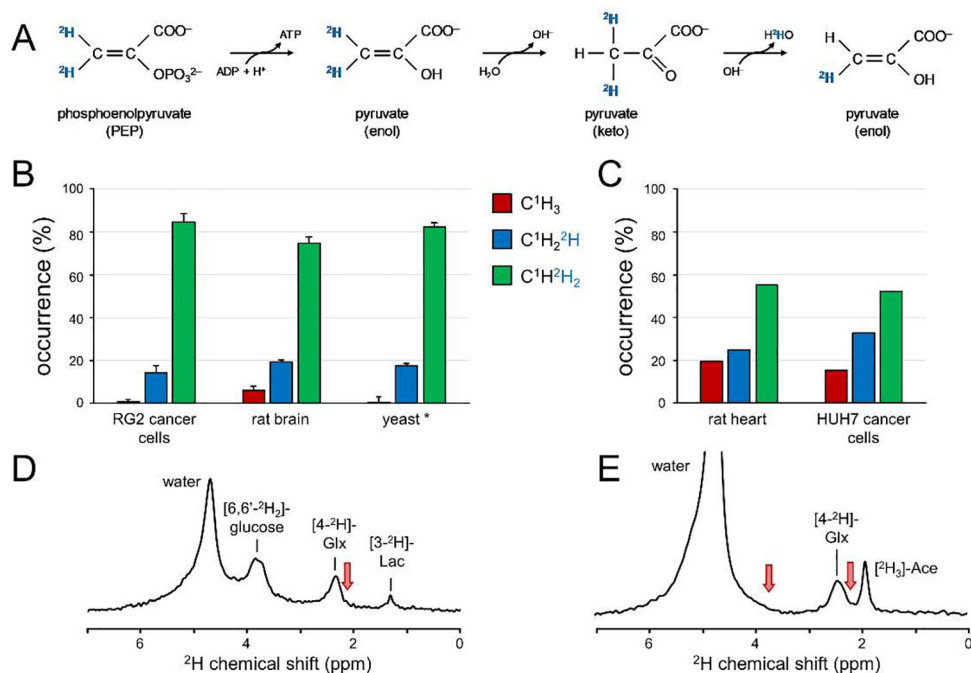 A
²H
²H
C
C
COO⁻
OPO₃²⁻
phosphoenolpyruvate
(PEP)
ATP
ADP + H⁺
²H
²H
C
C
COO⁻
OH
pyruvate
(enol)
OH⁻
H₂O
²H
H
C
C
COO⁻
O
²H
pyruvate
(keto)
H²HO
OH⁻
H
²H
C
C
COO⁻
OH
pyruvate
(enol)
B
occurrence (%)
100
80
60
40
20
0
RG2 cancer
cells
rat brain
yeast *
C¹H₃
C¹H₂²H
C¹H²H₂
C
occurrence (%)
100
80
60
40
20
0
rat heart
HUH7 cancer
cells
D
water
[6,6'-²H₂]-
glucose
[4-²H]-
Glx
[3-²H]-
Lac
6
4
2
0
²H chemical shift (ppm)
E
water
[4-²H]-
Glx
[²H₃]-Ace
6
4
2
0
²H chemical shift (ppm)